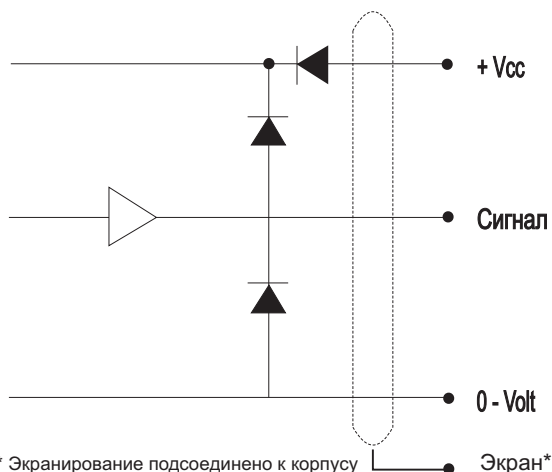 + Vcc
Сигнал
0 - Volt
* Экранирование подсоединено к корпусу
Экран*